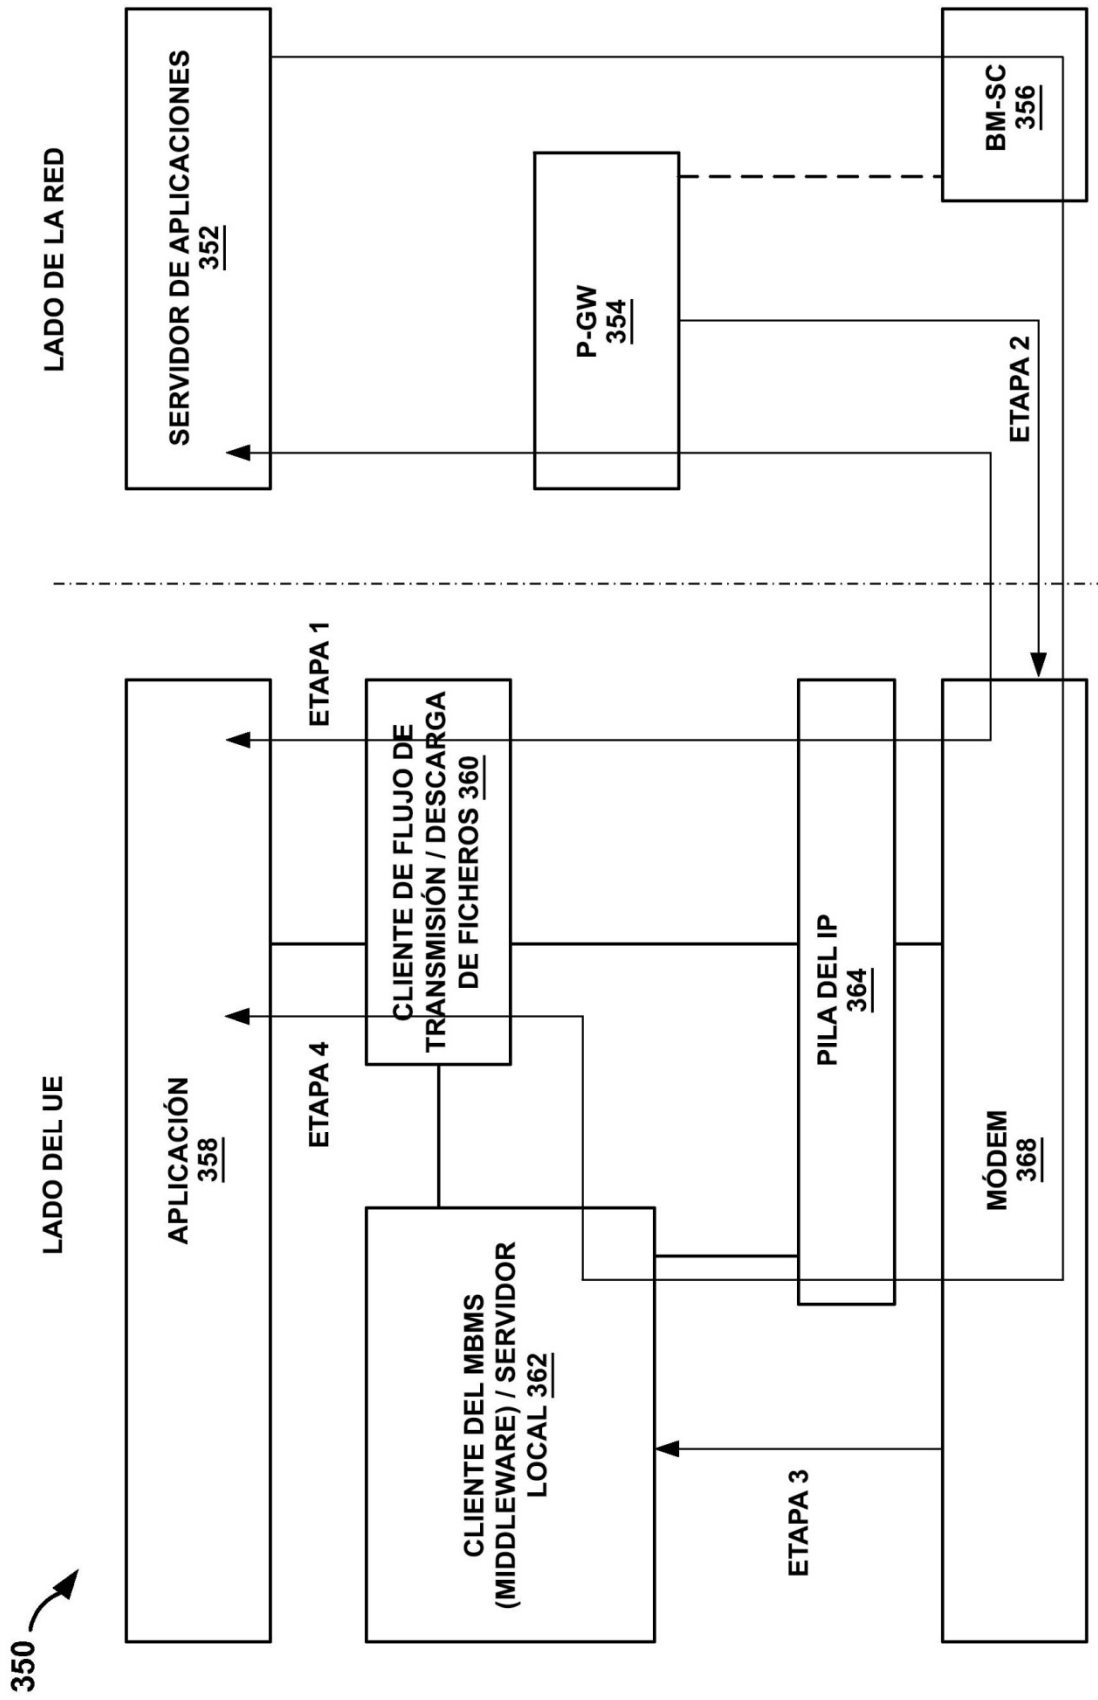 350
LADO DEL UE
LADO DE LA RED
APLICACIÓN
358
SERVIDOR DE APLICACIONES
352
ETAPA 4
ETAPA 1
CLIENTE DEL MBMS
(MIDDLEWARE) / SERVIDOR
LOCAL 362
CLIENTE DE FLUJO DE
TRANSMISIÓN / DESCARGA
DE FICHEROS 360
P-GW
354
ETAPA 3
PILA DEL IP
364
ETAPA 2
MÓDEM
368
BM-SC
356